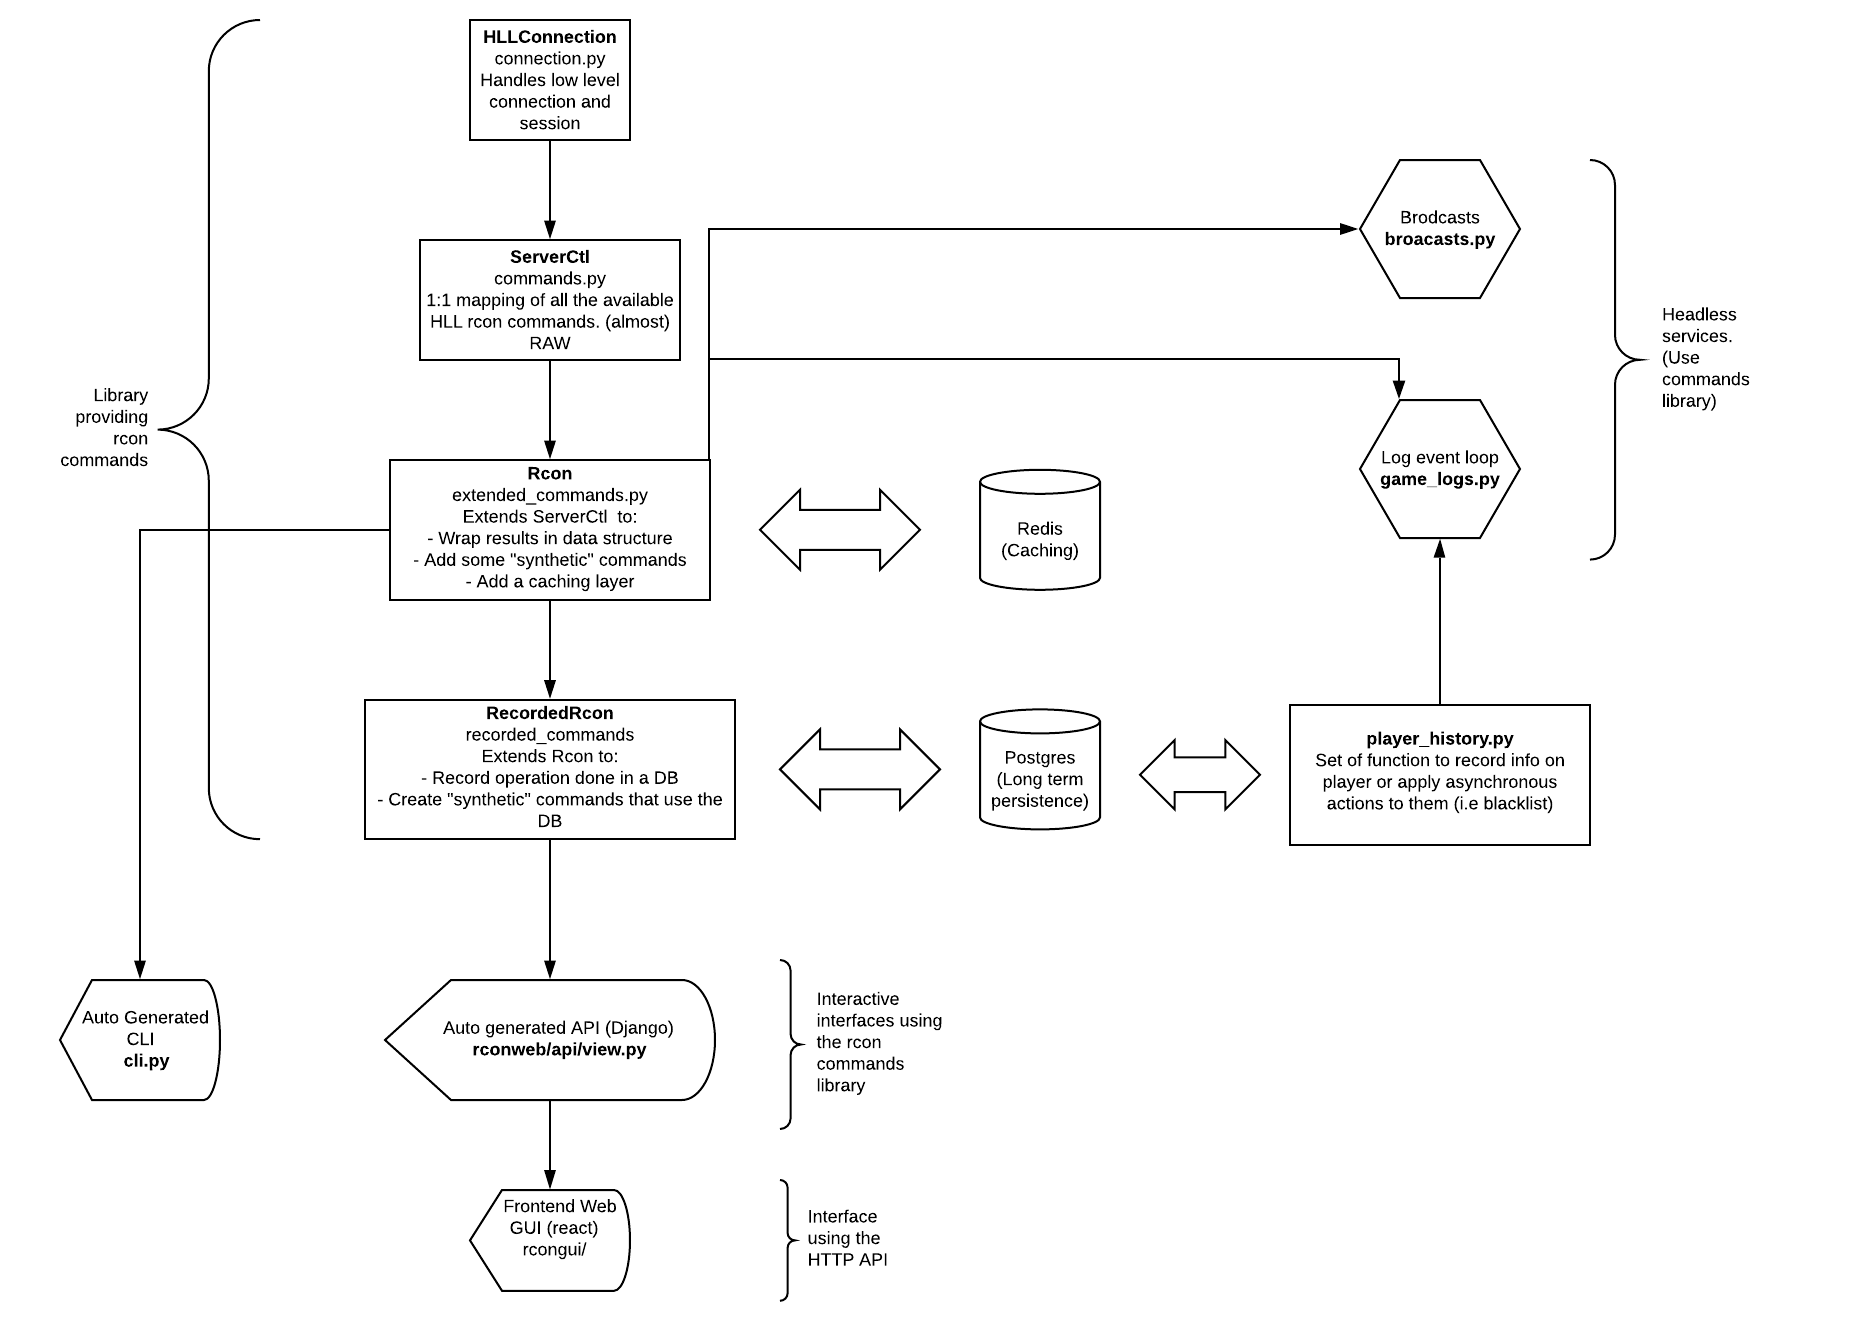 HLLConnection
connection.py
Handles low level
connection and
session
Brodcasts
broacasts.py
ServerCtl
commands.py
1:1 mapping of all the available
HLL rcon commands. (almost)
RAW
Headless
services.
(Use
commands
library)
Library
providing
rcon
commands
Log event loop
game_logs.py
Rcon
extended_commands.py
Extends ServerCtl  to:
- Wrap results in data structure
- Add some "synthetic" commands
- Add a caching layer
Redis
(Caching)
RecordedRcon
recorded_commands
Extends Rcon to:
- Record operation done in a DB
- Create "synthetic" commands that use the
DB
Postgres
(Long term
persistence)
player_history.py
Set of function to record info on
player or apply asynchronous
actions to them (i.e blacklist)
Auto Generated
CLI
cli.py
Auto generated API (Django)
rconweb/api/view.py
Interactive
interfaces using
the rcon
commands
library
Frontend Web
GUI (react)
rcongui/
Interface
using the
HTTP API